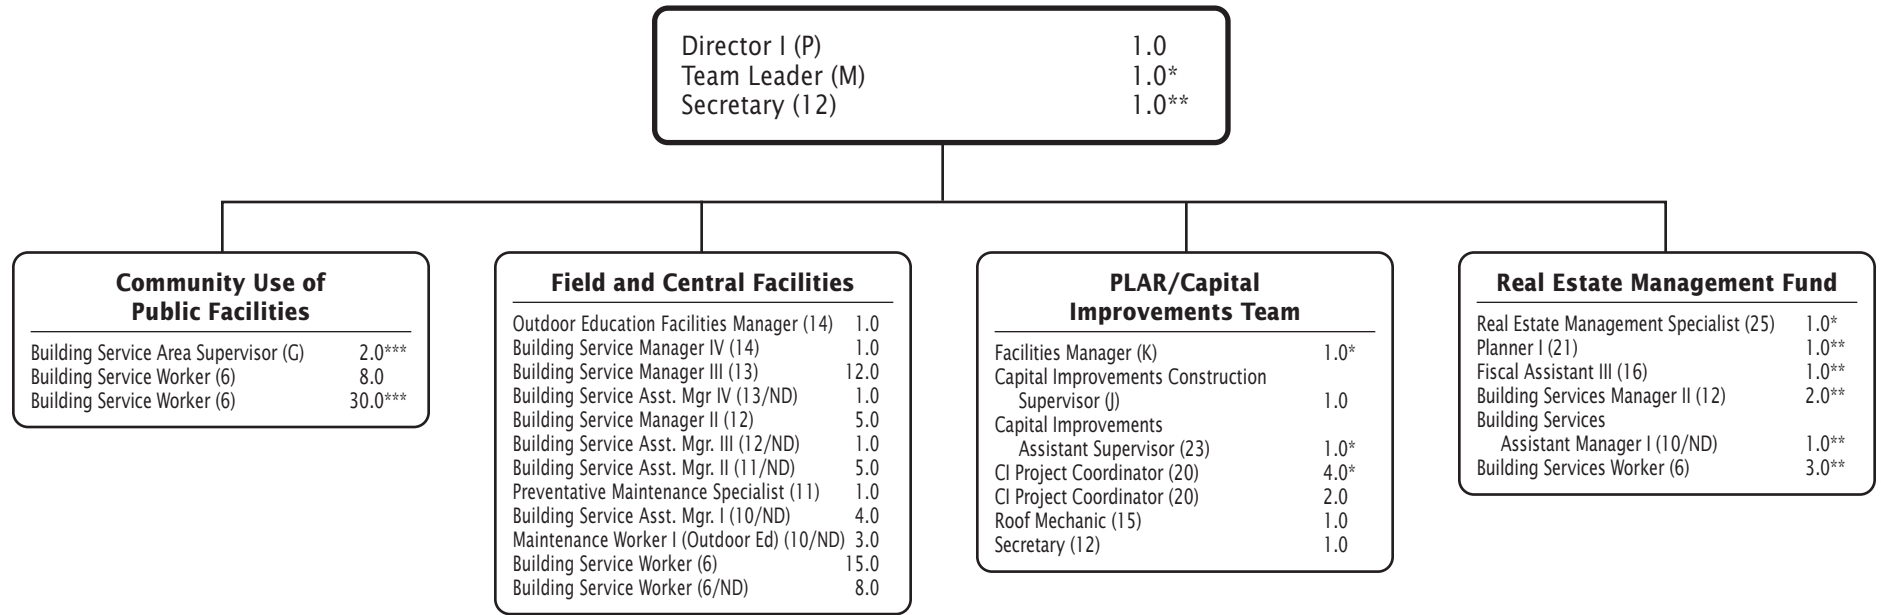 Director I (P) 1.0
Team Leader (M) 1.0*
Secretary (12) 1.0**
Community Use of
Public Facilities
Building Service Area Supervisor (G) 2.0***
Building Service Worker (6) 8.0
Building Service Worker (6) 30.0***
Field and Central Facilities
Outdoor Education Facilities Manager (14) 1.0
Building Service Manager IV (14) 1.0
Building Service Manager III (13) 12.0
Building Service Asst. Mgr IV (13/ND) 1.0
Building Service Manager II (12) 5.0
Building Service Asst. Mgr. III (12/ND) 1.0
Building Service Asst. Mgr. II (11/ND) 5.0
Preventative Maintenance Specialist (11) 1.0
Building Service Asst. Mgr. I (10/ND) 4.0
Maintenance Worker I (Outdoor Ed) (10/ND) 3.0
Building Service Worker (6) 15.0
Building Service Worker (6/ND) 8.0
PLAR/Capital
Improvements Team
Facilities Manager (K) 1.0*
Capital Improvements Construction
Supervisor (J) 1.0
Capital Improvements
Assistant Supervisor (23) 1.0*
CI Project Coordinator (20) 4.0*
CI Project Coordinator (20) 2.0
Roof Mechanic (15) 1.0
Secretary (12) 1.0
Real Estate Management Fund
Real Estate Management Specialist (25) 1.0*
Planner I (21) 1.0**
Fiscal Assistant III (16) 1.0**
Building Services Manager II (12) 2.0**
Building Services
Assistant Manager I (10/ND) 1.0**
Building Services Worker (6) 3.0**